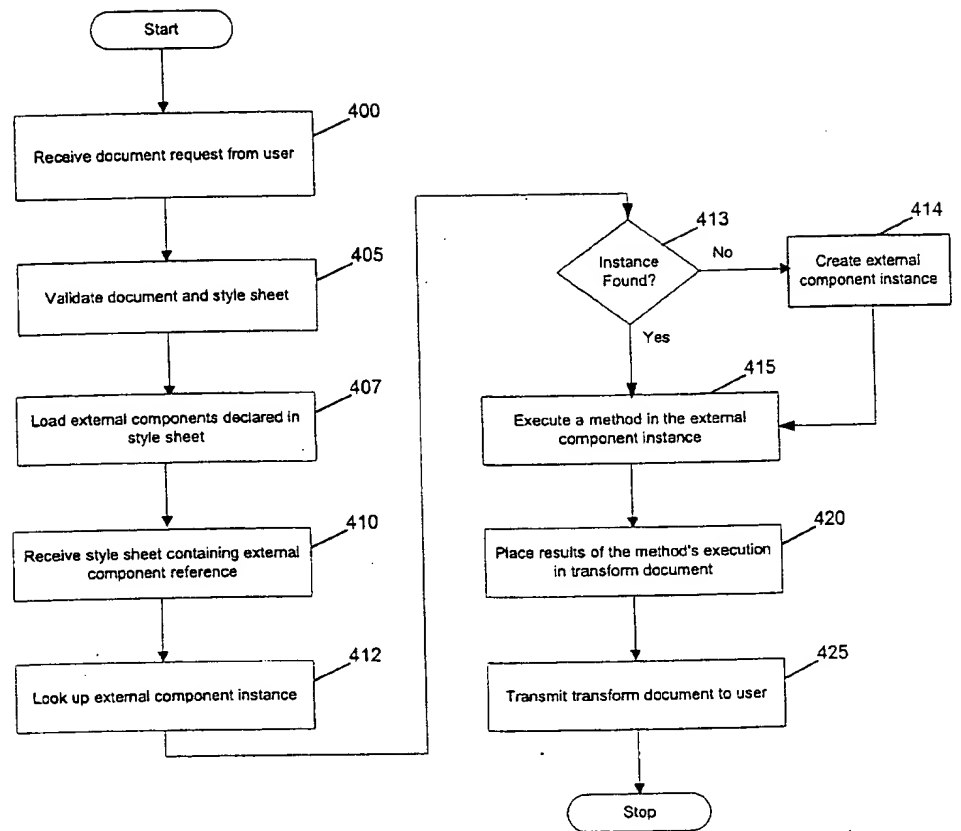 Start
400
Receive document request from user
405
Validate document and style sheet
407
Load external components declared in
style sheet
410
Receive style sheet containing external
component reference
412
Look up external component instance
413
Instance
Found?
No
Yes
414
Create external
component instance
415
Execute a method in the external
component instance
420
Place results of the method's execution
in transform document
425
Transmit transform document to user
Stop